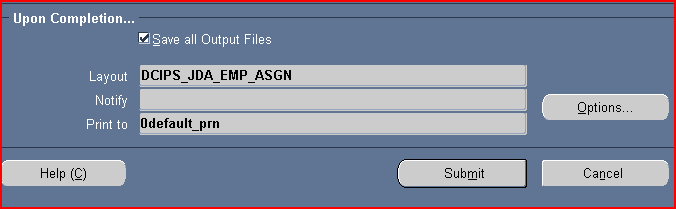 Upon Completion...
Save all Output Files
Layout DCIPS_JDA_EMP_ASGN
Notify
Options...
Print to 0default_prn
Help (C) Submit Cancel